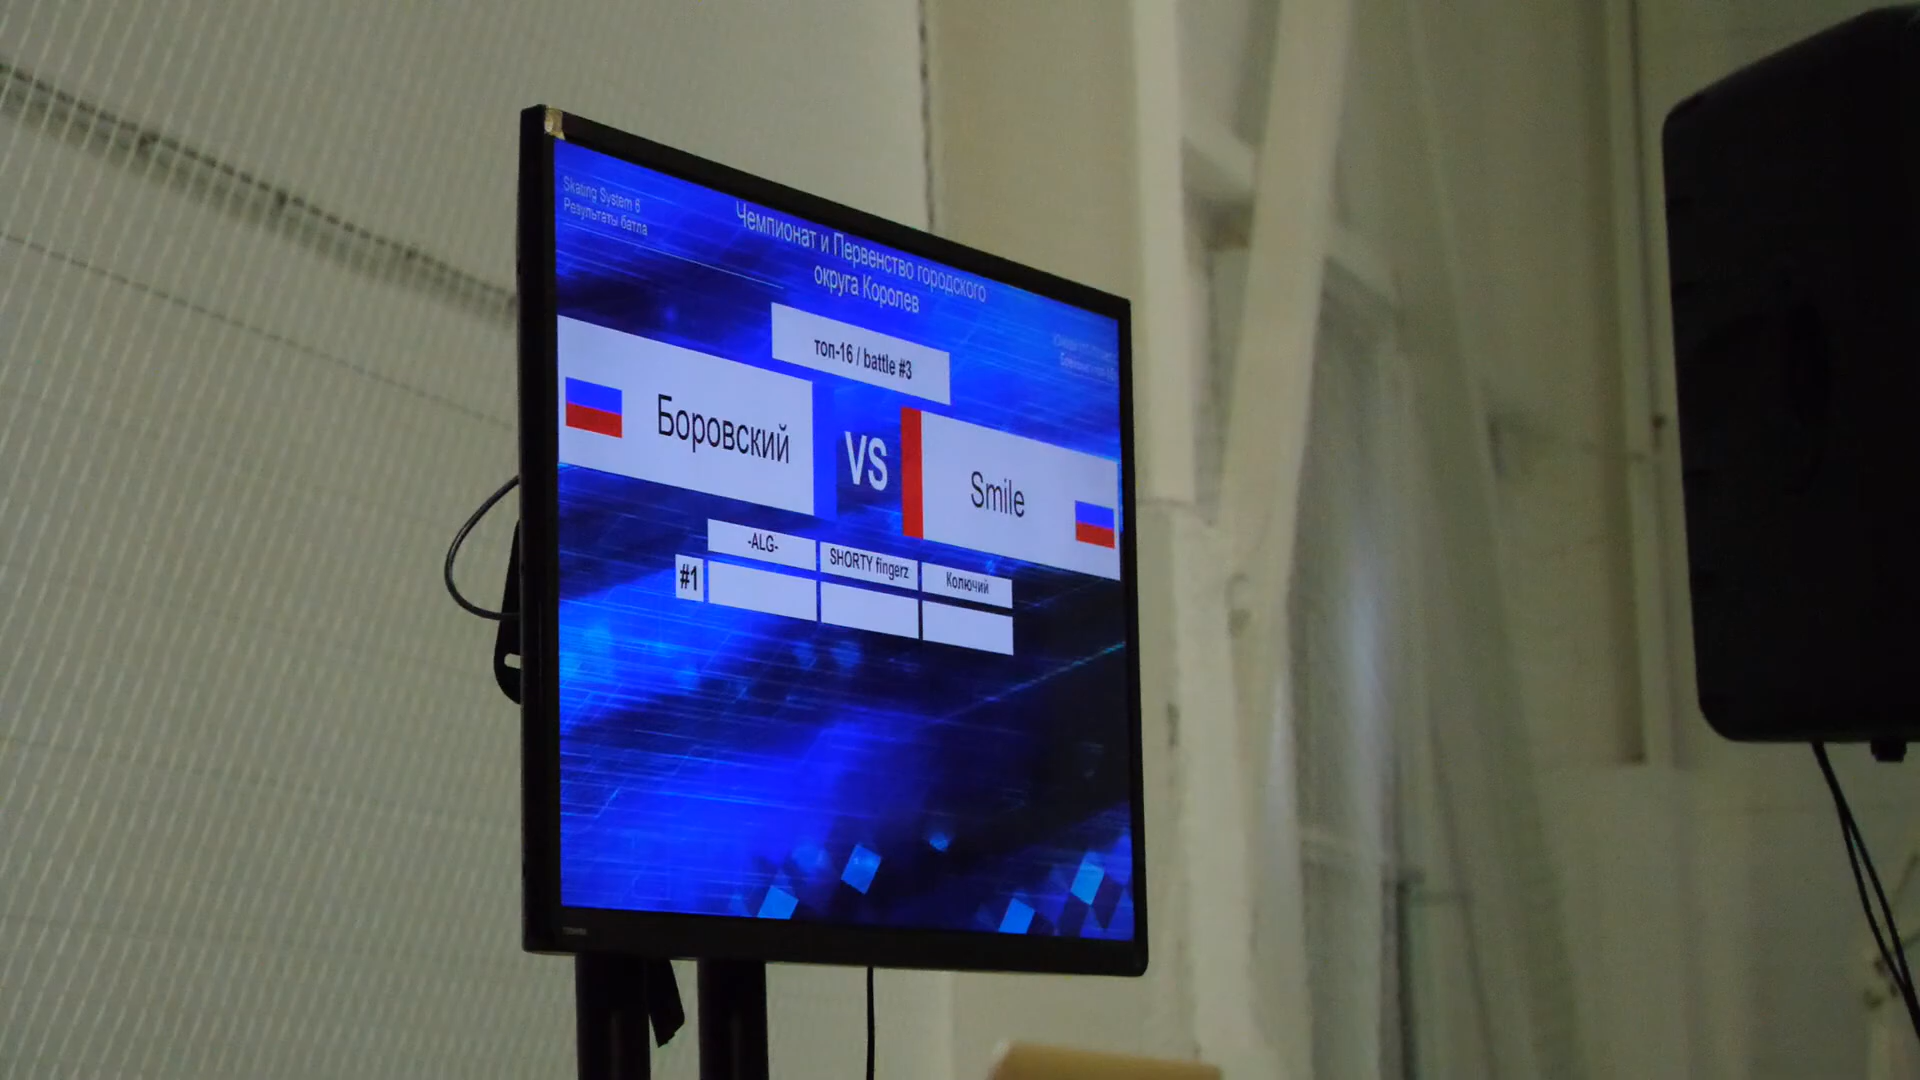 Skating System 6
Результаты батла
Чемпионат и Первенство городского
округа Королев
топ-16 / battle #3
Боровский
VS
Smile
-ALG-
SHORTY fingerz
Колючий
#1
TOSHIBA